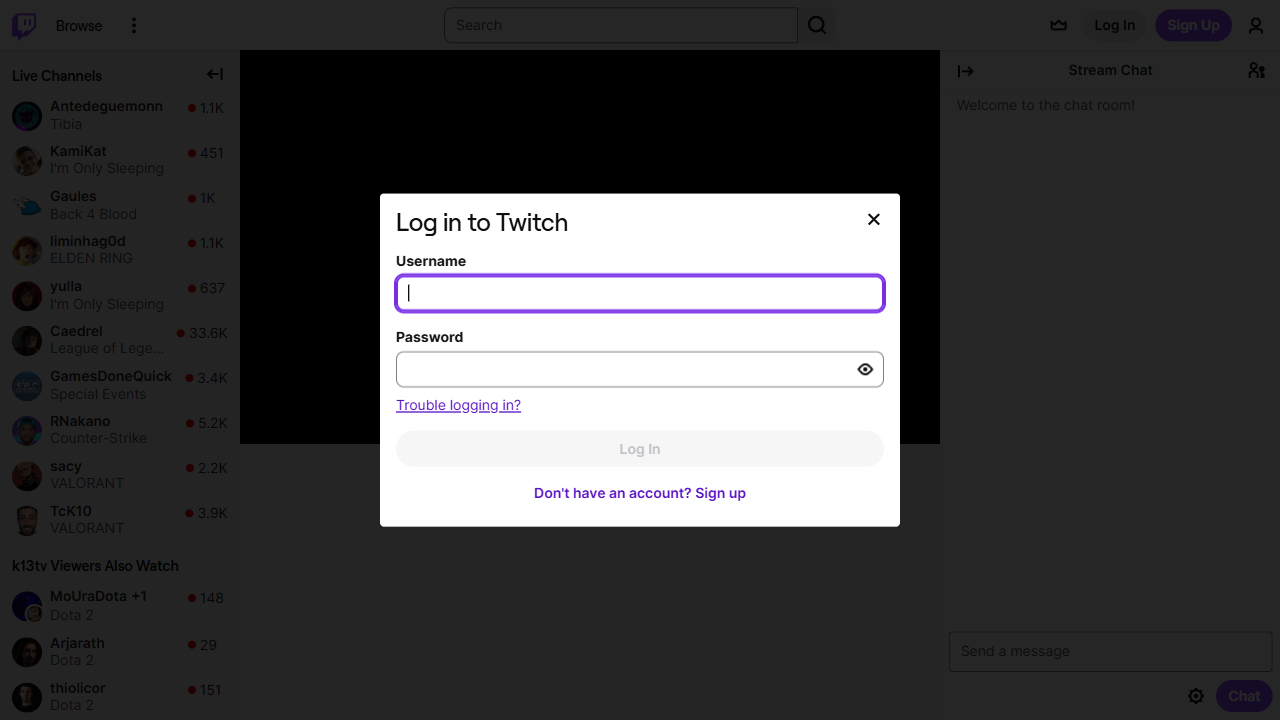 Browse
Search
Log In
Sign Up
Live Channels
Antedeguemonn
1.1K
Tibia
KamiKat
451
I'm Only Sleeping
Gaules
1K
Back 4 Blood
liminhag0d
1.1K
ELDEN RING
yulla
637
I'm Only Sleeping
Caedrel
33.6K
League of Lege...
GamesDoneQuick
3.4K
Special Events
RNakano
5.2K
Counter-Strike
sacy
2.2K
VALORANT
TcK10
3.9K
VALORANT
k13tv Viewers Also Watch
MoUraDota +1
148
Dota 2
Arjarath
29
Dota 2
thiolicor
151
Dota 2
Log in to Twitch
Username
Password
Trouble logging in?
Log In
Don't have an account? Sign up
Stream Chat
Welcome to the chat room!
Send a message
Chat